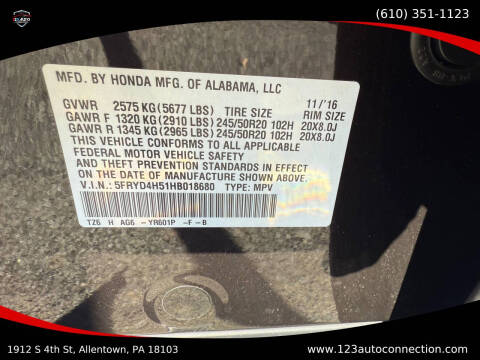 (610) 351-1123
MFD. BY HONDA MFG. OF ALABAMA, LLC
11/'16
GVWR 2575 KG(5677 LBS) TIRE SIZE RIM SIZE
GAWR F 1320 KG(2910 LBS) 245/50R20 102H 20X8.0J
GAWR R 1345 KG(2965 LBS) 245/50R20 102H 20X8.0J
THIS VEHICLE CONFORMS TO ALL APPLICABLE
FEDERAL MOTOR VEHICLE SAFETY
AND THEFT PREVENTION STANDARDS IN EFFECT
ON THE DATE OF MANUFACTURE SHOWN ABOVE.
V.I.N.: 5FRYD4H51HB018680 TYPE: MPV
TZ6 H AG6 -YR601P -F -B
1912 S 4th St, Allentown, PA 18103
www.123autoconnection.com